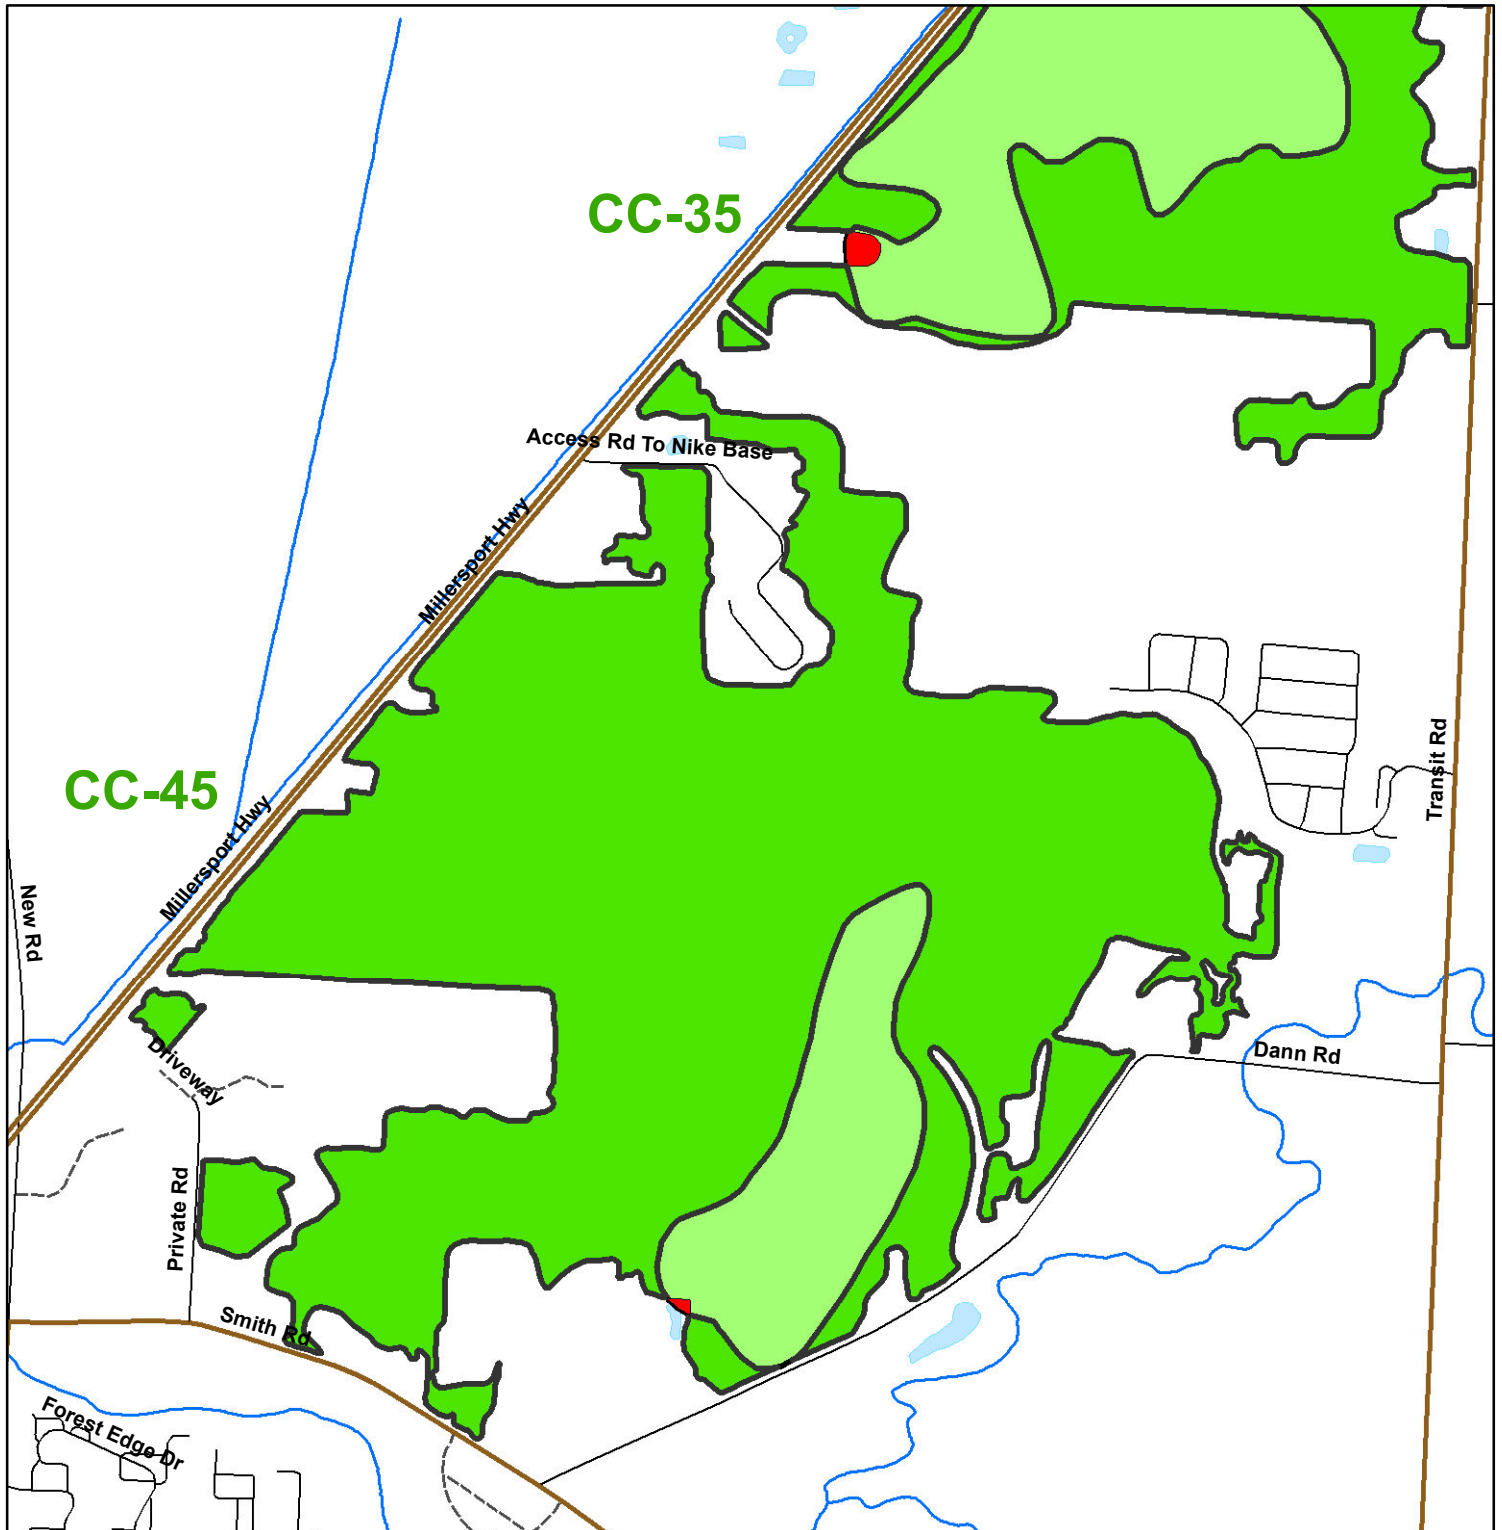 CC-35
Access Rd To Nike Base
Millersport Hwy
Transit Rd
CC-45
Millersport Hwy
New Rd
Driveway
Dann Rd
Private Rd
Smith Rd
Forest Edge Dr